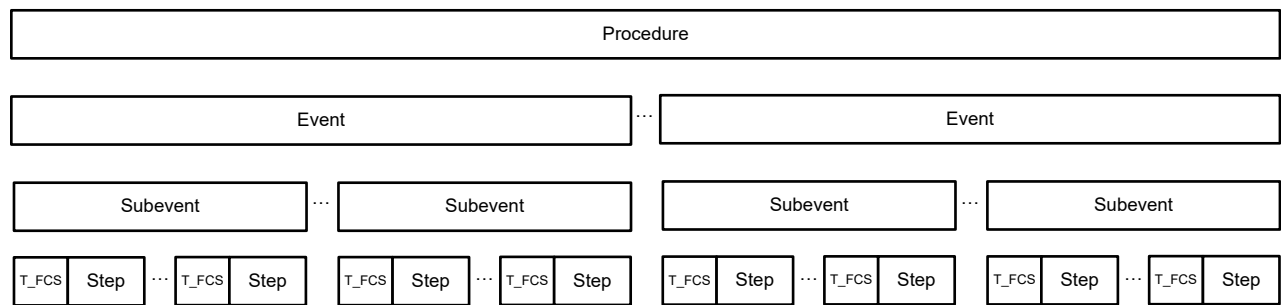 Procedure
Event ... Event
Subevent ... Subevent Subevent ... Subevent
T_FCS Step ... T_FCS Step T_FCS Step ... T_FCS Step T_FCS Step ... T_FCS Step T_FCS Step ... T_FCS Step